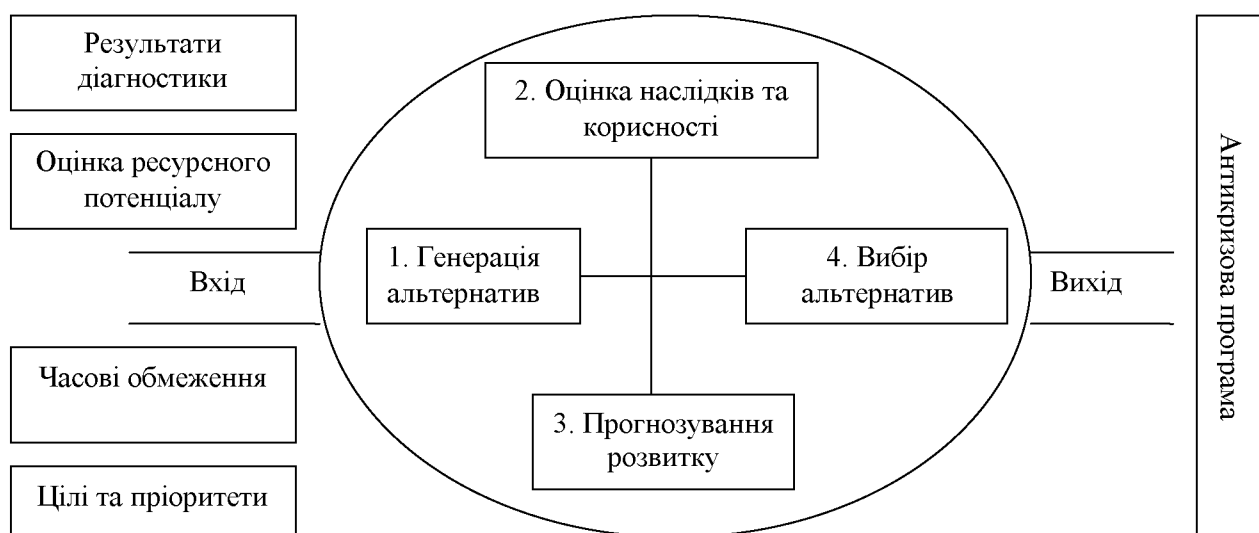 Результати
діагностики
Оцінка ресурсного
потенціалу
Вхід
Часові обмеження
Цілі та пріоритети
2. Оцінка наслідків та
корисності
1. Генерація
альтернатив
4. Вибір
альтернатив
3. Прогнозування
розвитку
Вихід
Антикризова програма